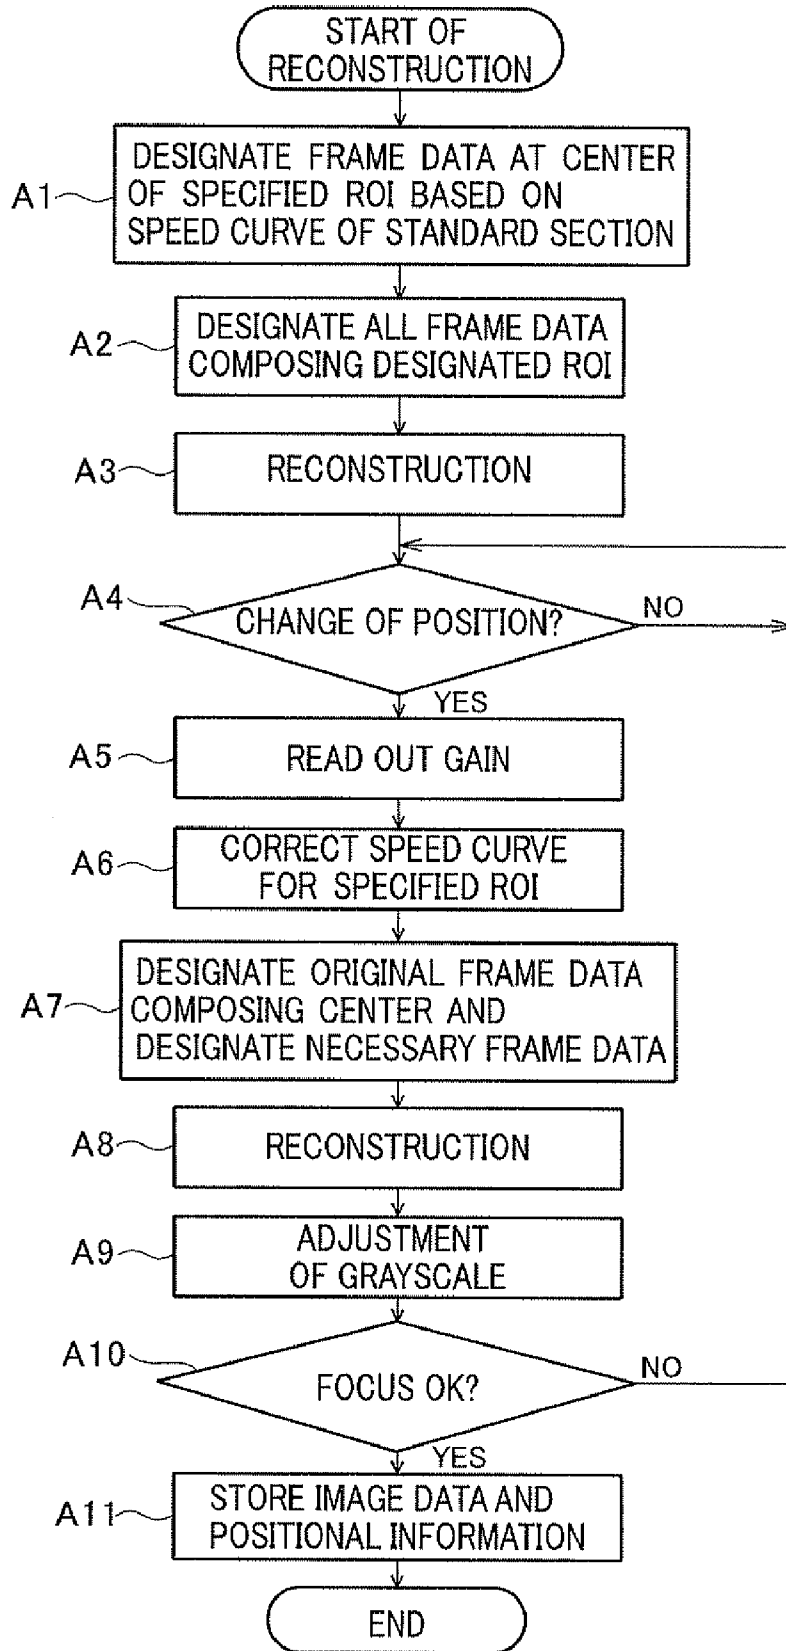 START OF
RECONSTRUCTION
A1
DESIGNATE FRAME DATA AT CENTER
OF SPECIFIED ROI BASED ON
SPEED CURVE OF STANDARD SECTION
A2
DESIGNATE ALL FRAME DATA
COMPOSING DESIGNATED ROI
A3
RECONSTRUCTION
A4
CHANGE OF POSITION?
NO
YES
A5
READ OUT GAIN
A6
CORRECT SPEED CURVE
FOR SPECIFIED ROI
A7
DESIGNATE ORIGINAL FRAME DATA
COMPOSING CENTER AND
DESIGNATE NECESSARY FRAME DATA
A8
RECONSTRUCTION
A9
ADJUSTMENT
OF GRAYSCALE
A10
FOCUS OK?
NO
YES
A11
STORE IMAGE DATA AND
POSITIONAL INFORMATION
END